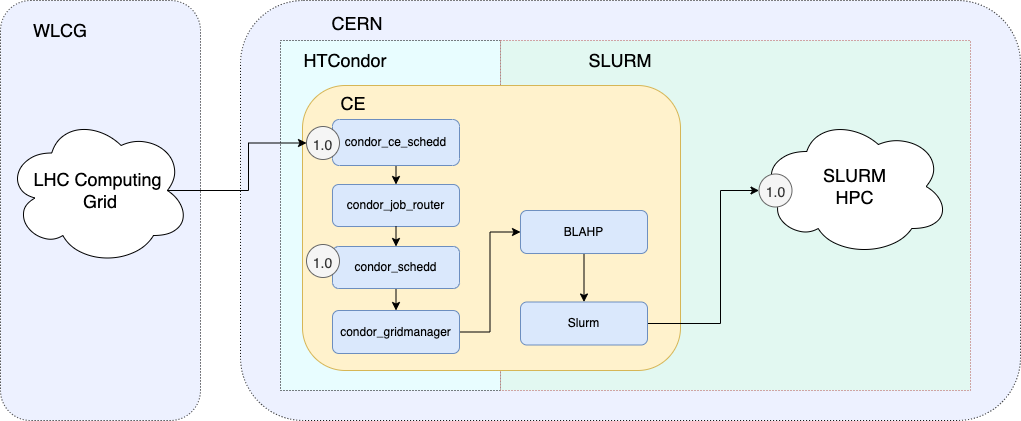 WLCG
LHC Computing
Grid
CERN
HTCondor
SLURM
CE
1.0
condor_ce_schedd
condor_job_router
1.0
condor_schedd
condor_gridmanager
BLAHP
Slurm
1.0
SLURM
HPC